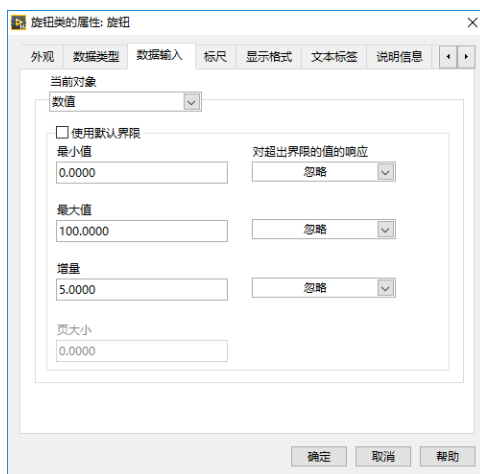 旋钮类的属性: 旋钮
外观 数据类型 数据输入 标尺 显示格式 文本标签 说明信息
当前对象
数值
使用默认界限
最小值 对超出界限的值的响应
0.0000 忽略
最大值
100.0000 忽略
增量
5.0000 忽略
页大小
0.0000
确定 取消 帮助